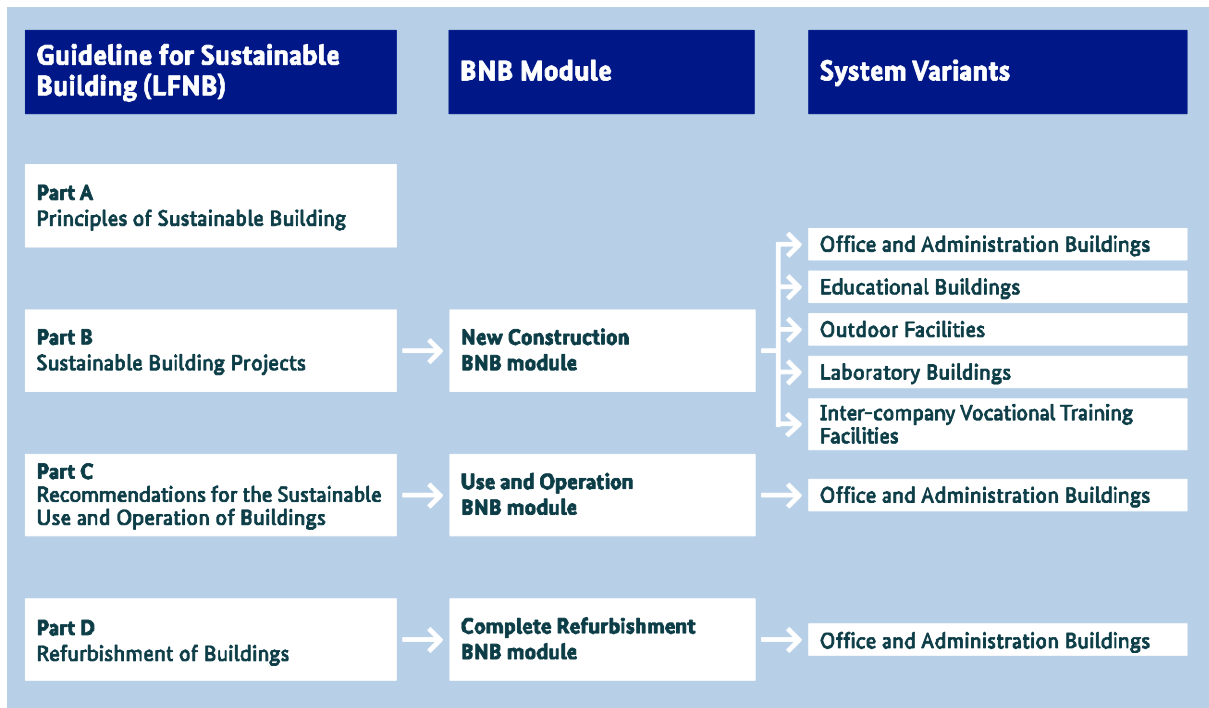 Guideline for Sustainable
Building (LFNB)
BNB Module
System Variants
Part A
Principles of Sustainable Building
Part B
Sustainable Building Projects
New Construction
BNB module
Office and Administration Buildings
Educational Buildings
Outdoor Facilities
Laboratory Buildings
Inter-company Vocational Training
Facilities
Part C
Recommendations for the Sustainable
Use and Operation of Buildings
Use and Operation
BNB module
Office and Administration Buildings
Part D
Refurbishment of Buildings
Complete Refurbishment
BNB module
Office and Administration Buildings